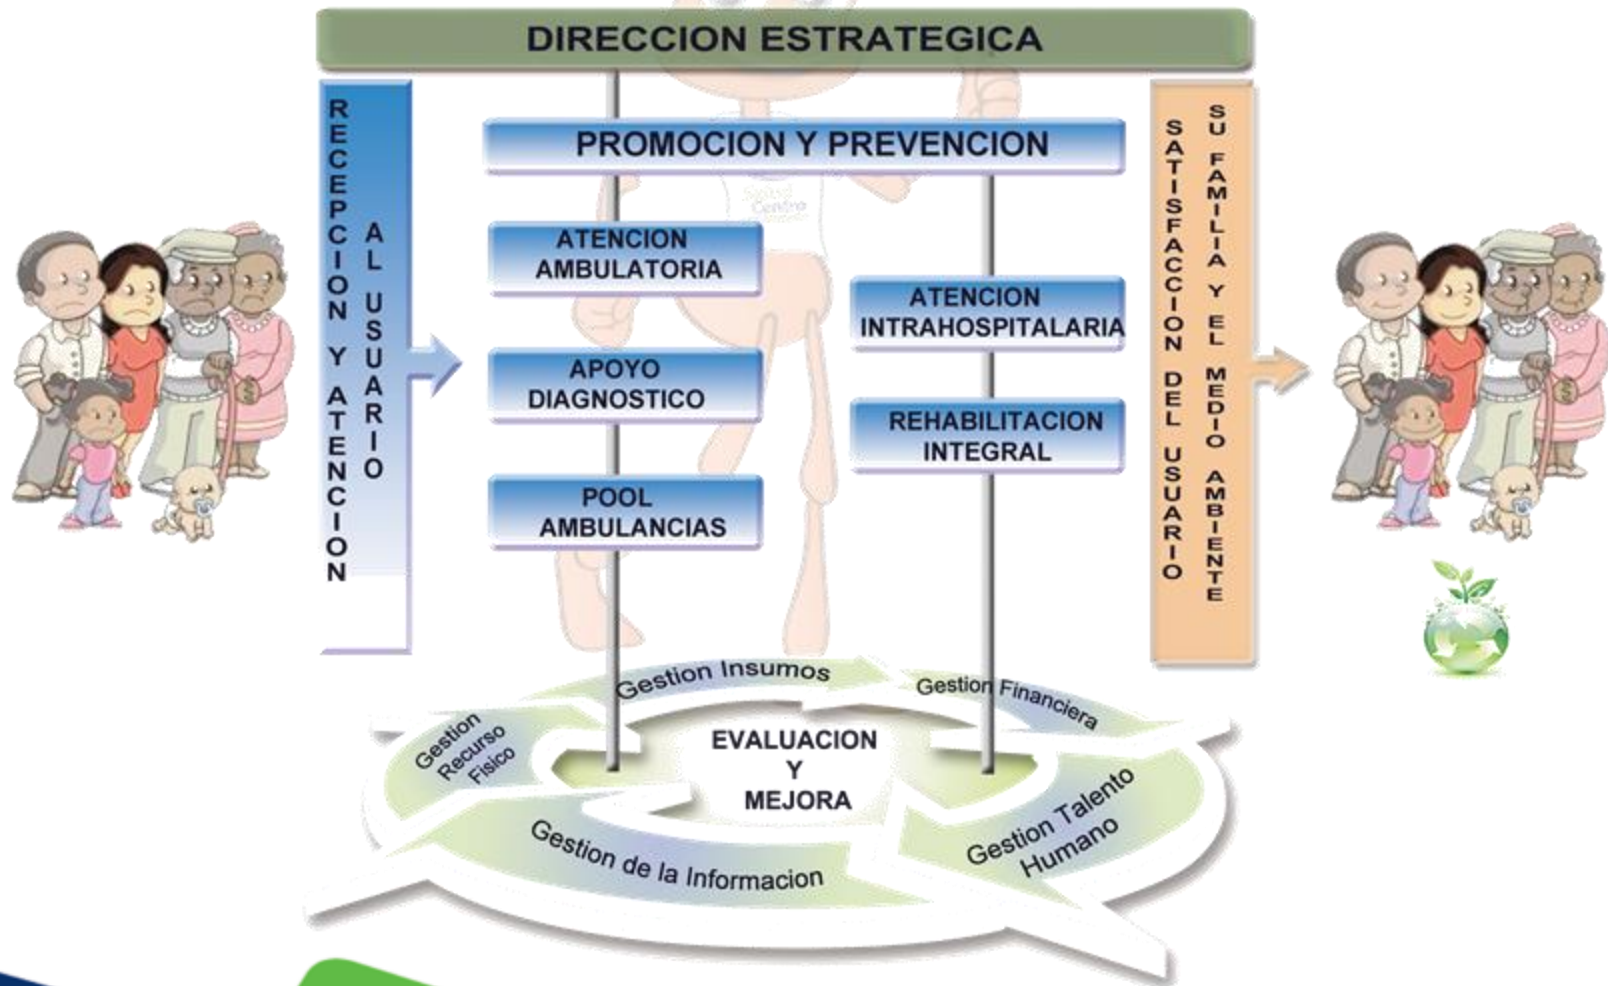 DIRECCION ESTRATEGICA
RECEPCION Y ATENCION
AL USUARIO
PROMOCION Y PREVENCION
ATENCION
AMBULATORIA
APOYO
DIAGNOSTICO
POOL
AMBULANCIAS
ATENCION
INTRAHOSPITALARIA
REHABILITACION
INTEGRAL
SATISFACCION DEL USUARIO
SU FAMILIA Y EL MEDIO AMBIENTE
Salud
Centro
Gestion Insumos
Gestion Financiera
Gestion
Recurso
Fisico
EVALUACION
Y
MEJORA
Gestion Talento
Humano
Gestion de la Informacion